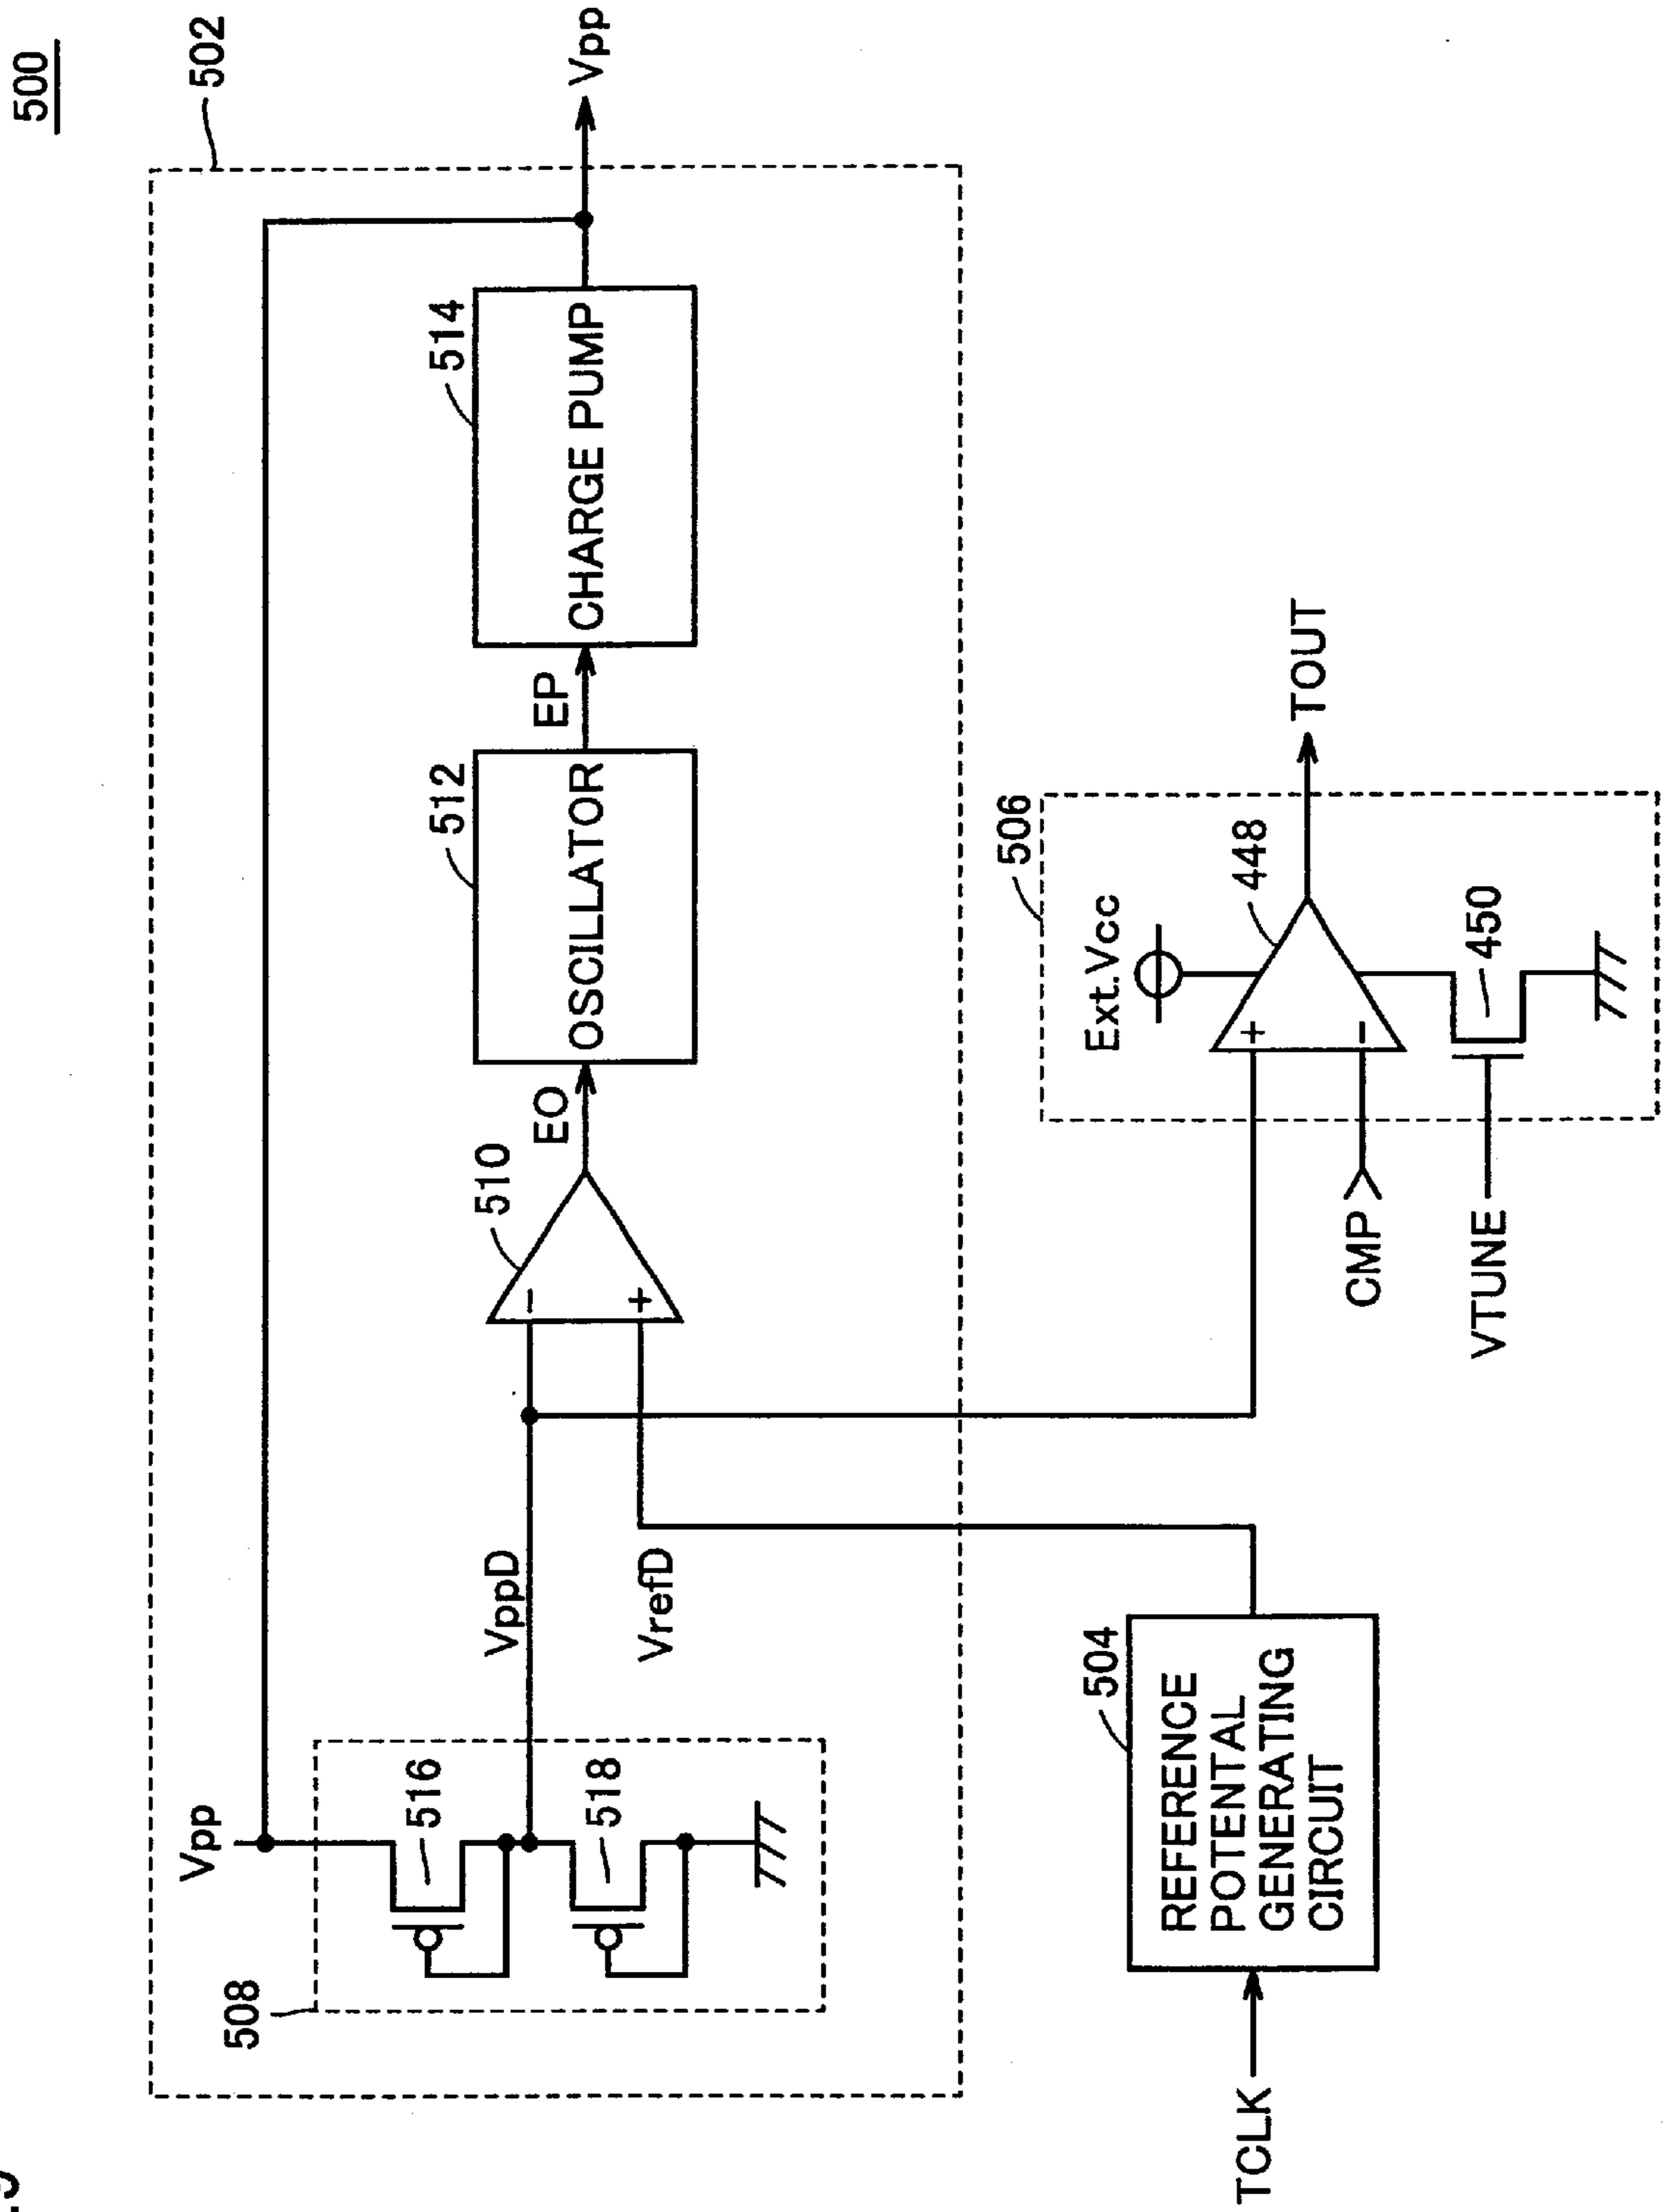 500
502
Vpp
Vpp
508
516
518
VppD
VrefD
510
EO
512
OSCILLATOR
EP
514
CHARGE PUMP
504
REFERENCE
POTENTAL
GENERATING
CIRCUIT
TCLK
506
Ext.Vcc
448
+
-
-
+
CMP
VTUNE
450
TOUT